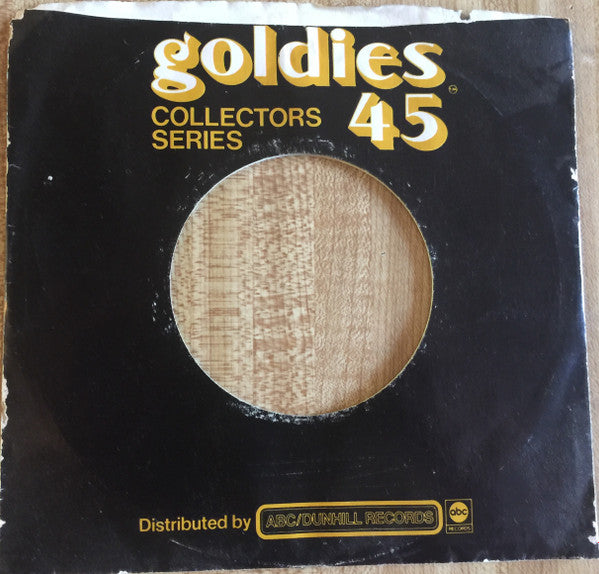 goldies
COLLECTORS 45
SERIES
Distributed by ABC/DUNHILL RECORDS abc
RECORDS